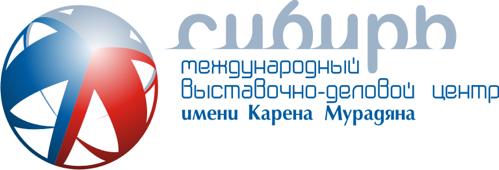 сибирь
международный
выставочно-деловой центр
имени Карена Мурадяна